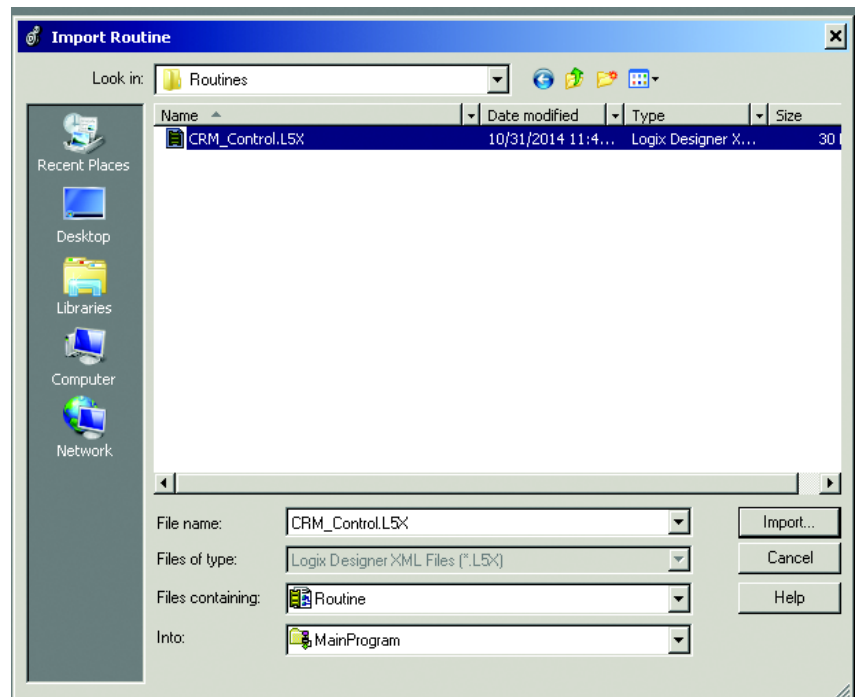 Import Routine
Look in: Routines
Name Date modified Type Size
CRM_Control.L5X 10/31/2014 11:4... Logix Designer X... 30
Recent Places
Desktop
Libraries
Computer
Network
File name: CRM_Control.L5X Import...
Files of type: Logix Designer XML Files (*.L5X) Cancel
Files containing: Routine Help
Into: MainProgram